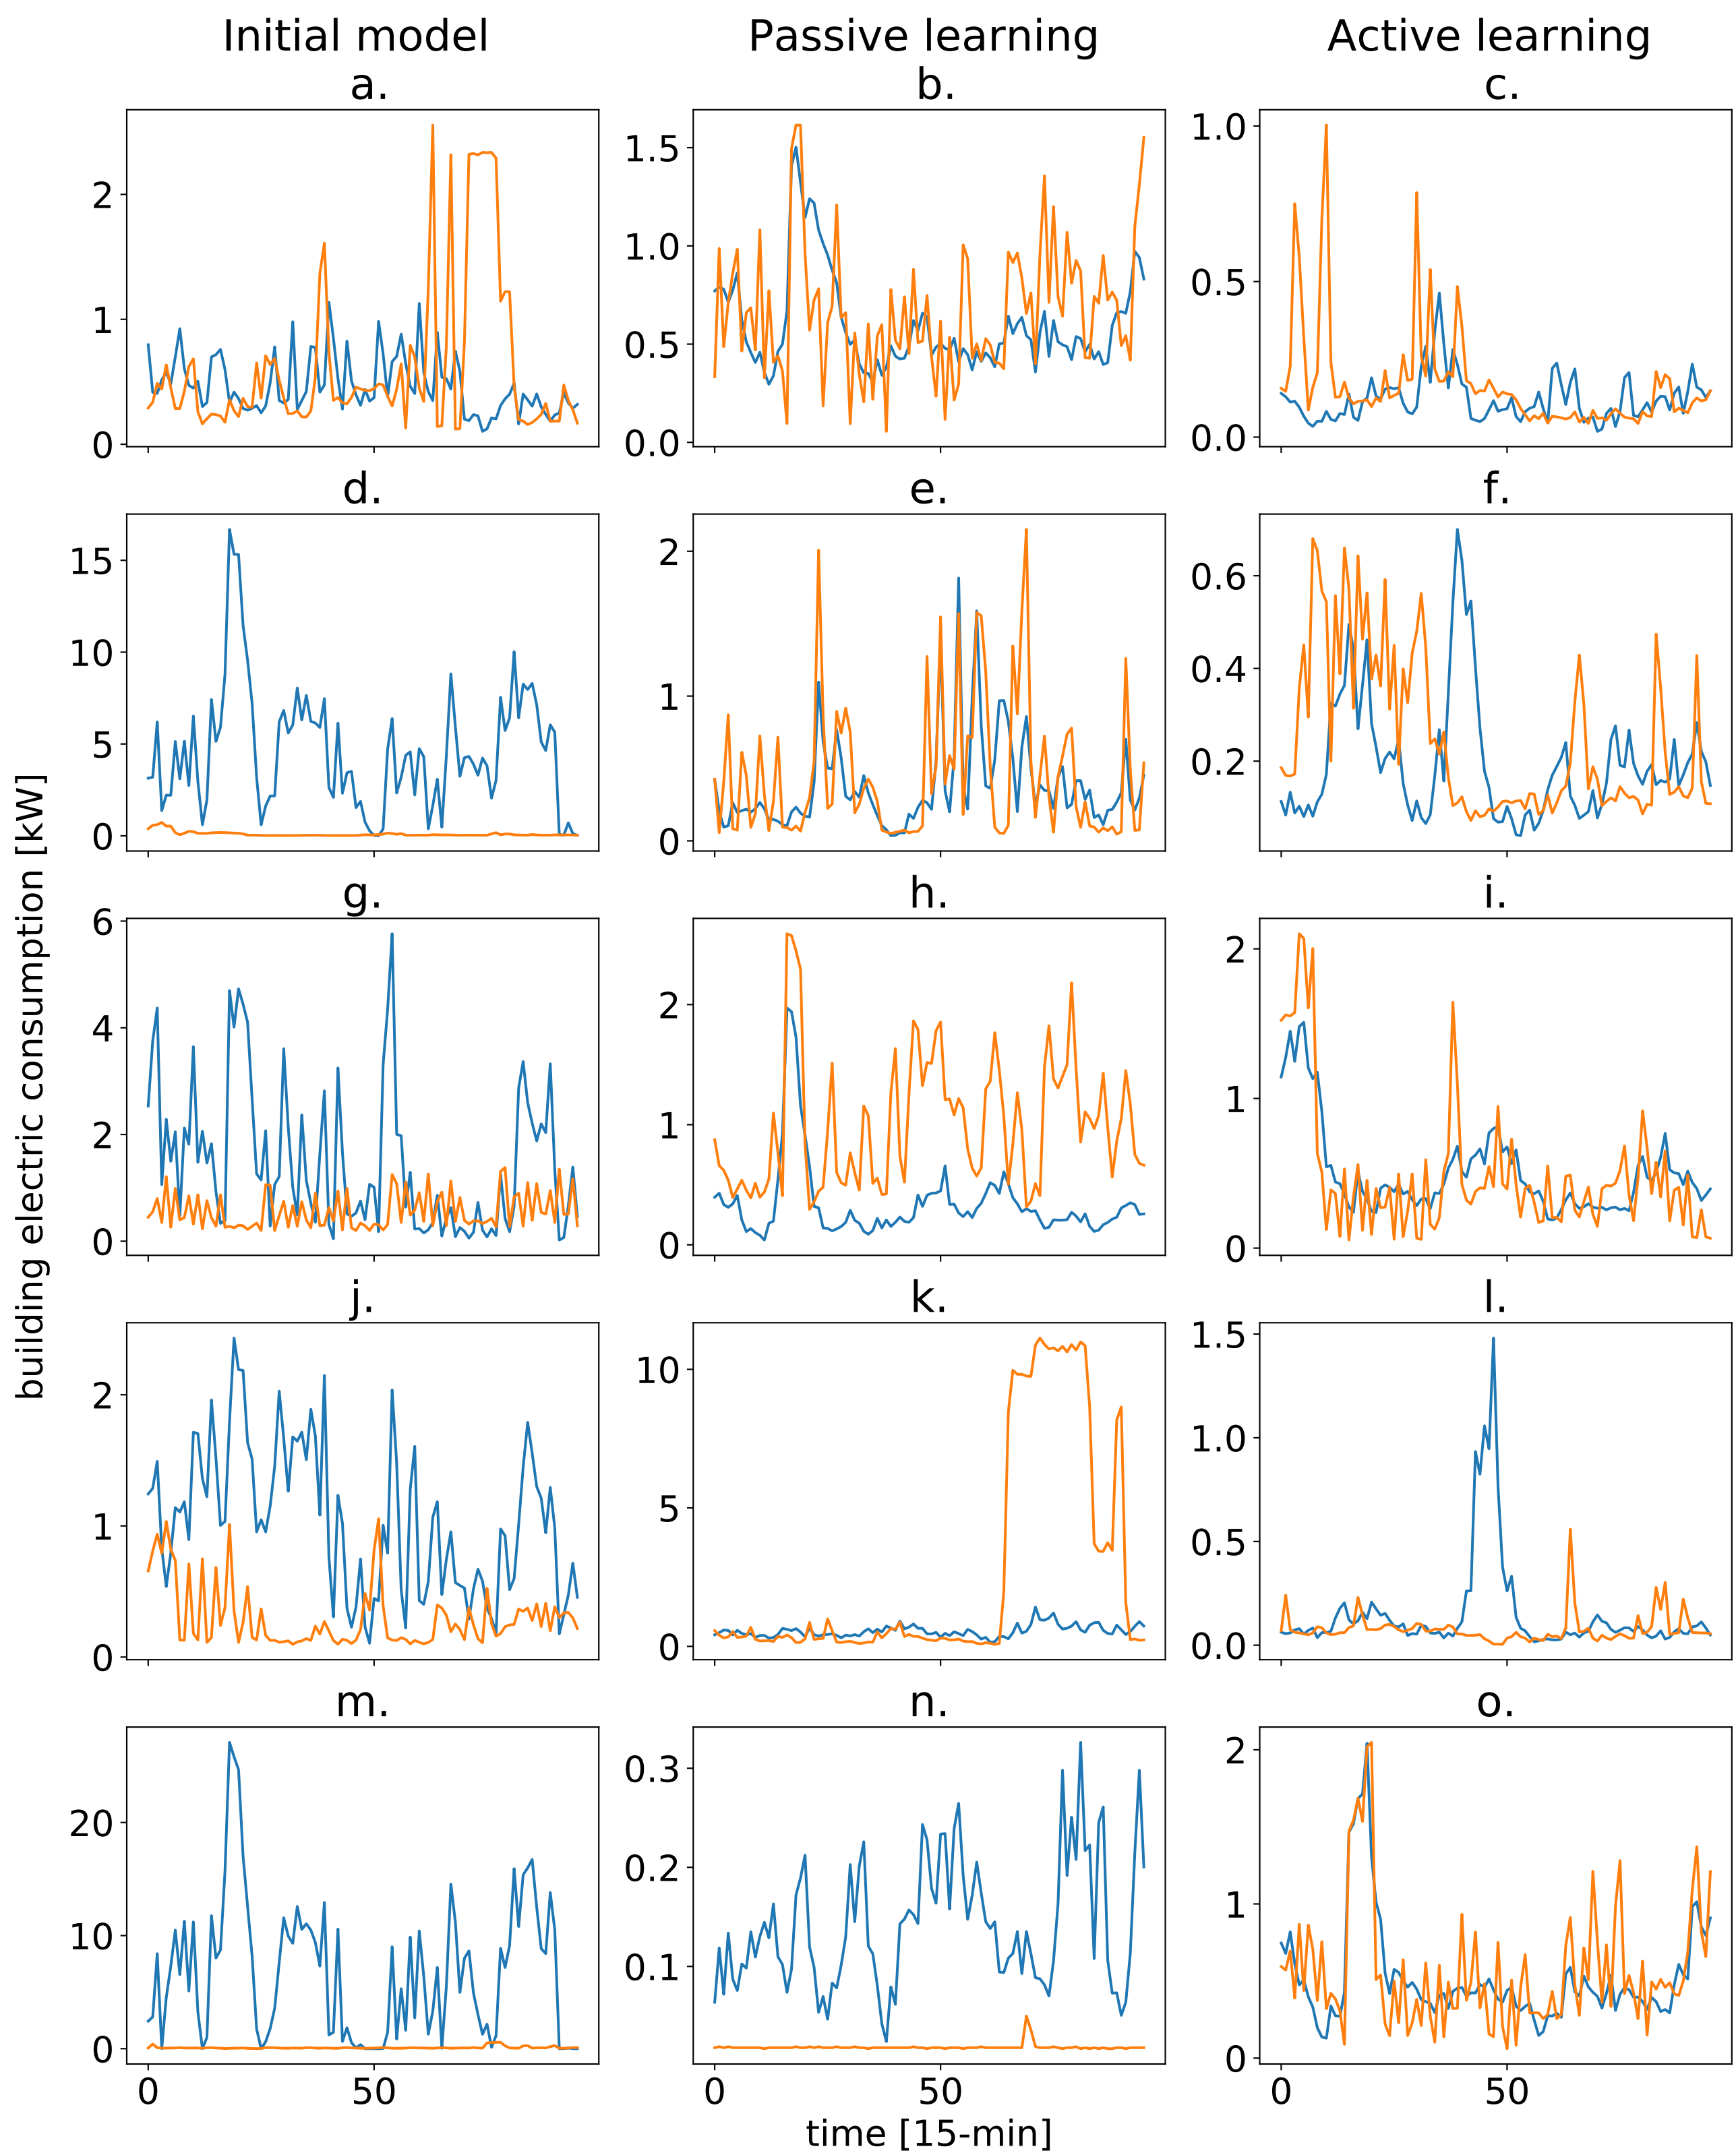 Initial model
Passive learning
Active learning
a.
b.
c.
2
1
0
1.5
1.0
0.5
0.0
1.0
0.5
0.0
d.
e.
f.
15
10
5
0
2
1
0
0.6
0.4
0.2
g.
h.
i.
6
4
2
0
2
1
0
2
1
0
j.
k.
l.
2
1
0
10
5
0
1.5
1.0
0.5
0.0
m.
n.
o.
20
10
0
0.3
0.2
0.1
2
1
0
0 50
0 50
0 50
time [15-min]
building electric consumption [kW]